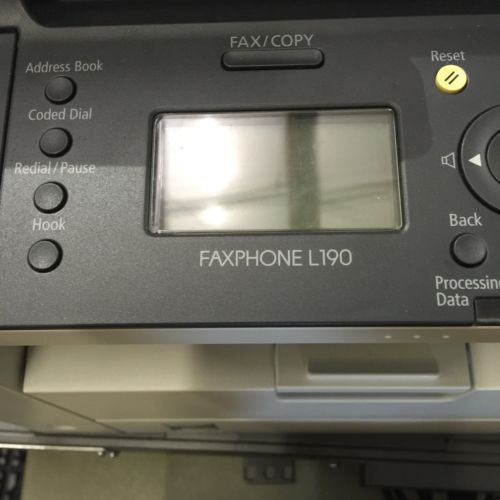 FAX/COPY
Reset
Address Book
Coded Dial
Redial/Pause
Hook
Back
FAXPHONE L190
Processing
Data